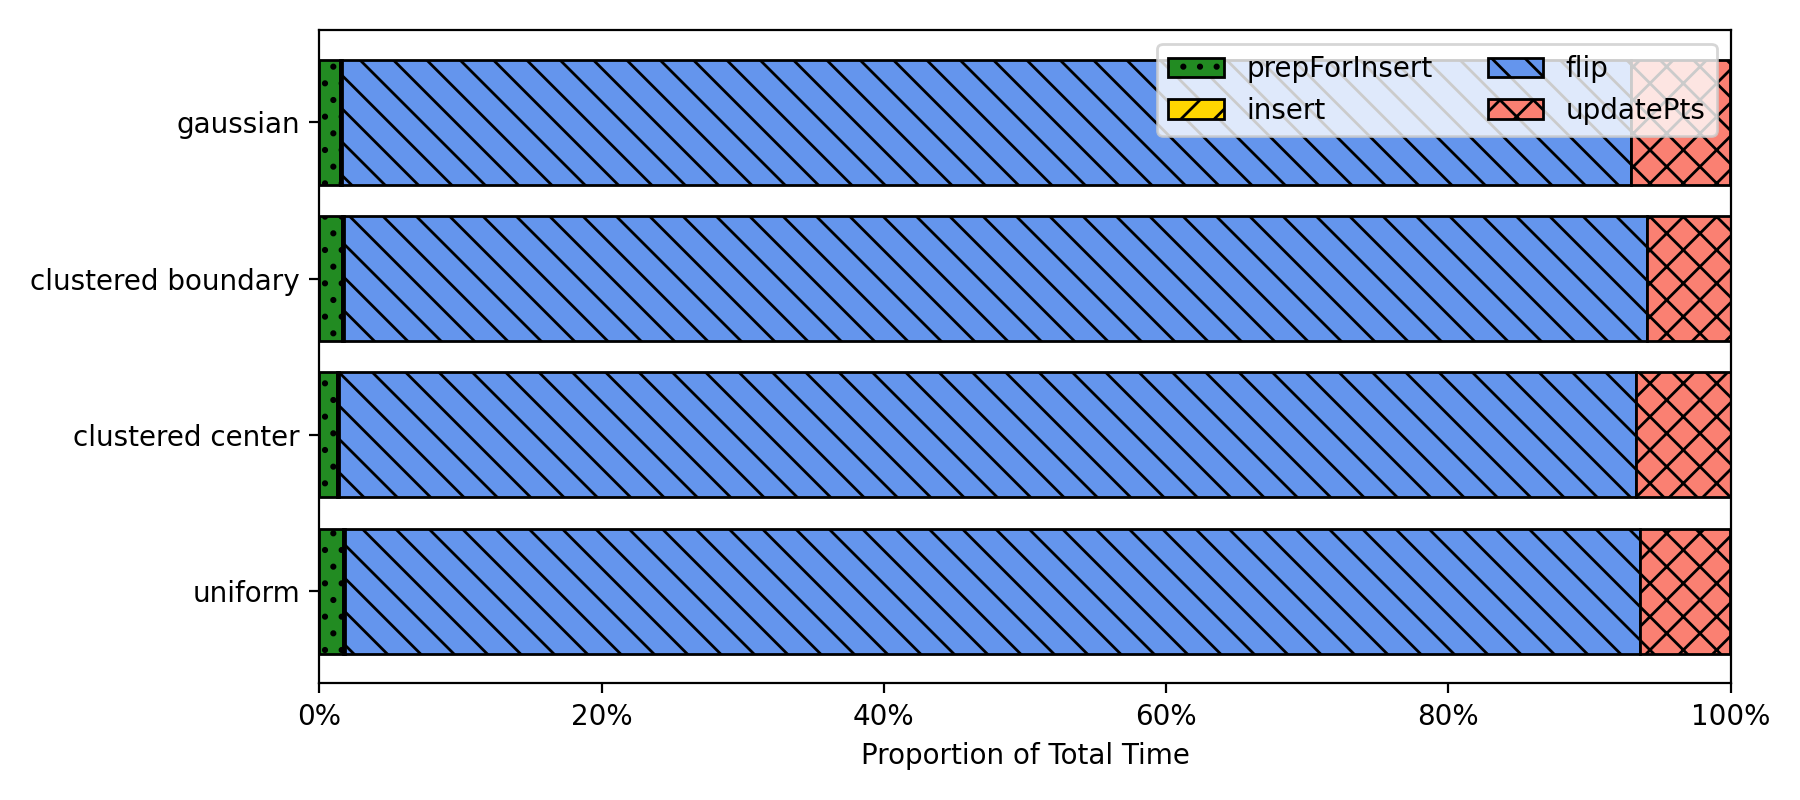 prepForInsert
flip
insert
updatePts
gaussian
clustered boundary
clustered center
uniform
0%
20%
40%
60%
80%
100%
Proportion of Total Time